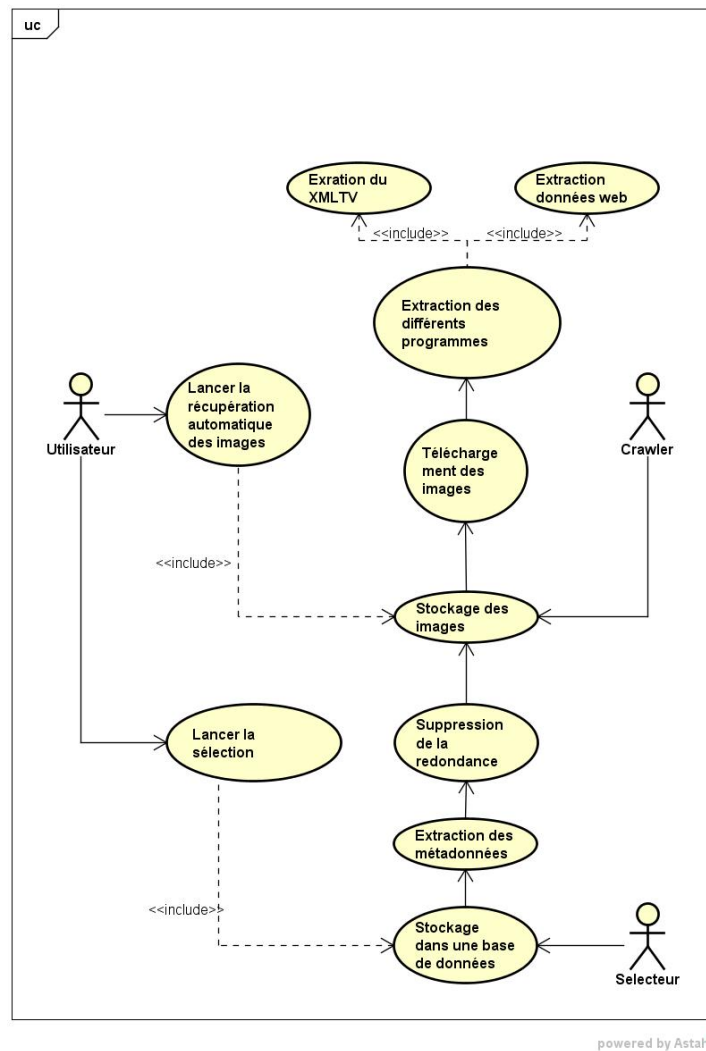 uc
Exration du
XMLTV
Extraction
données web
<<include>>
<<include>>
Extraction des
différents
programmes
Lancer la
récupération
automatique
des images
Utilisateur
Télécharge
ment des
images
Crawler
<<include>>
Stockage des
images
Lancer la
sélection
Suppression
de la
redondance
Extraction des
métadonnées
<<include>>
Stockage
dans une base
de données
Selecteur
powered by Astah